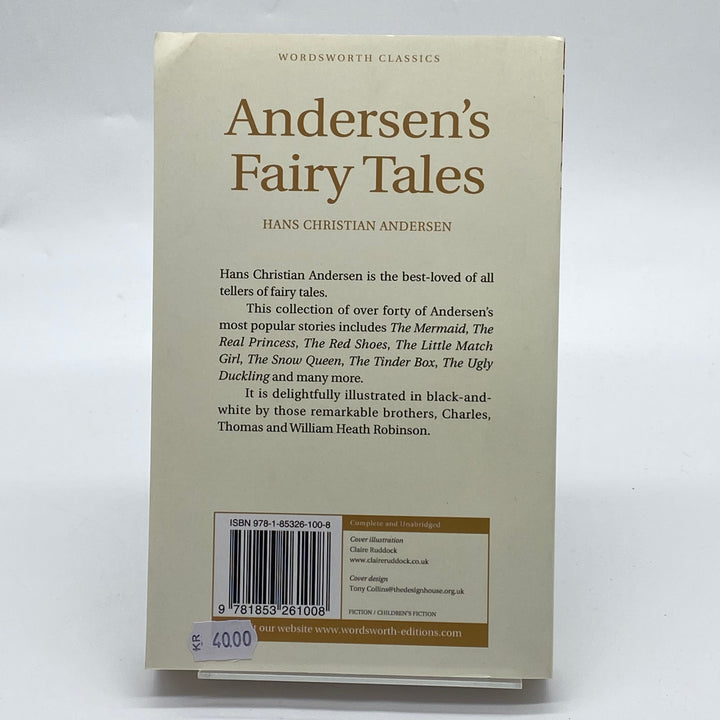 WORDSWORTH CLASSICS
Andersen's
Fairy Tales
HANS CHRISTIAN ANDERSEN
Hans Christian Andersen is the best-loved of all
tellers of fairy tales.
This collection of over forty of Andersen's
most popular stories includes The Mermaid, The
Real Princess, The Red Shoes, The Little Match
Girl, The Snow Queen, The Tinder Box, The Ugly
Duckling and many more.
It is delightfully illustrated in black-and-
white by those remarkable brothers, Charles,
Thomas and William Heath Robinson.
ISBN 978-1-85326-100-8
9 781853 261008
Complete and Unabridged
Cover illustration
Claire Ruddock
www.claireruddock.co.uk
Cover design
Tony Collins@thedesignhouse.org.uk
FICTION / CHILDREN'S FICTION
our website www.wordsworth-editions.com
KR 40.00